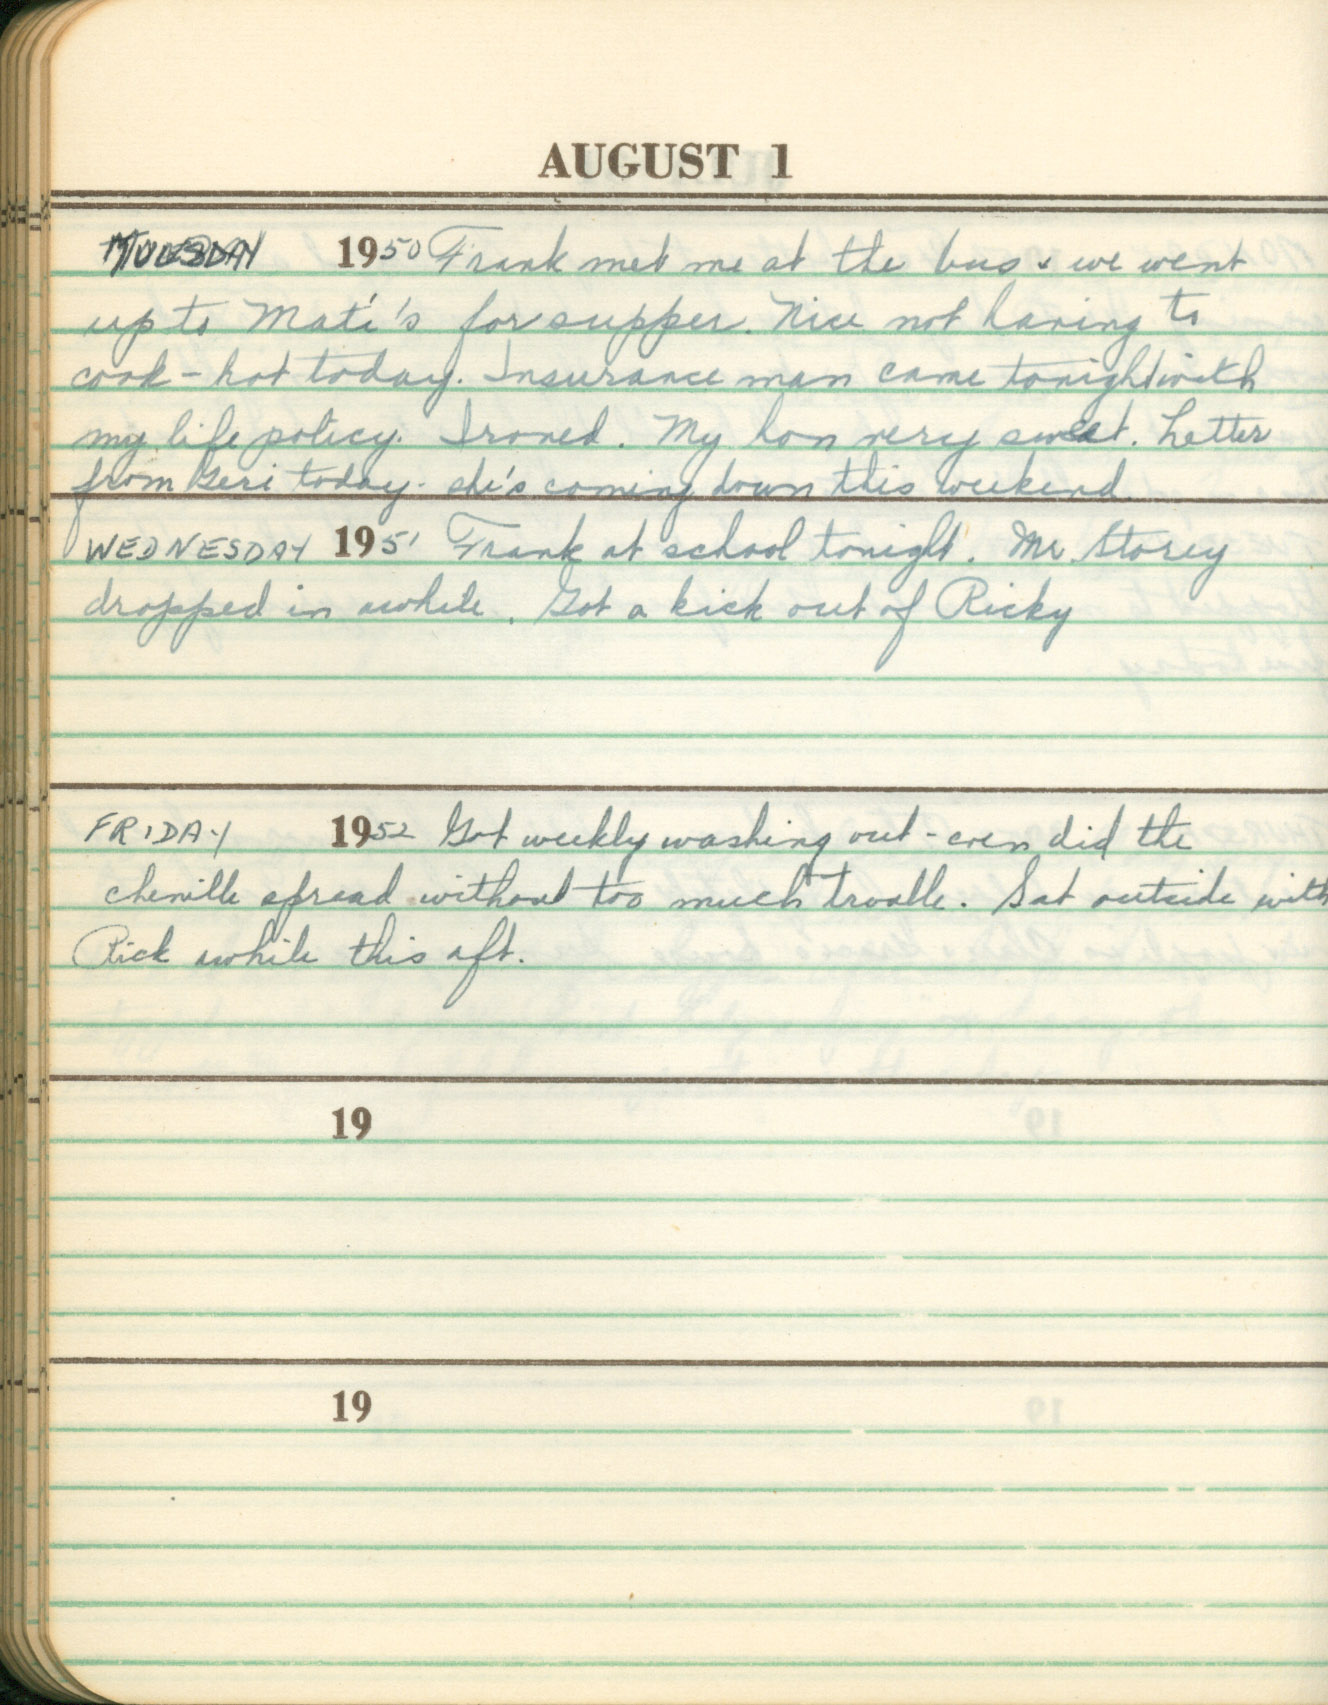 AUGUST 1
TUESDAY 1950 Frank met me at the bus & we went
up to Mati's for supper. Nice not having to
cook - hot today. Insurance man came tonight with
my life policy. Ironed. My hon very sweet. Letter
from Geri today - she's coming down this weekend.
WEDNESDAY 1951 Frank at school tonight. Mr. Storey
dropped in awhile. Got a kick out of Ricky
FRIDAY 1952 Got weekly washing out - even did the
chenille spread without too much trouble. Sat outside with
Rick awhile this aft.
19
19